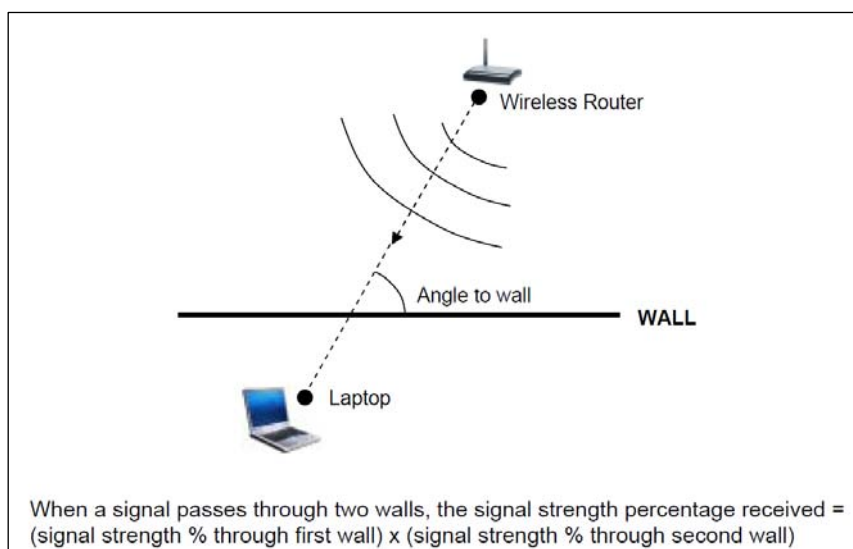 Wireless Router
Angle to wall
WALL
Laptop
When a signal passes through two walls, the signal strength percentage received =
(signal strength % through first wall) x (signal strength % through second wall)